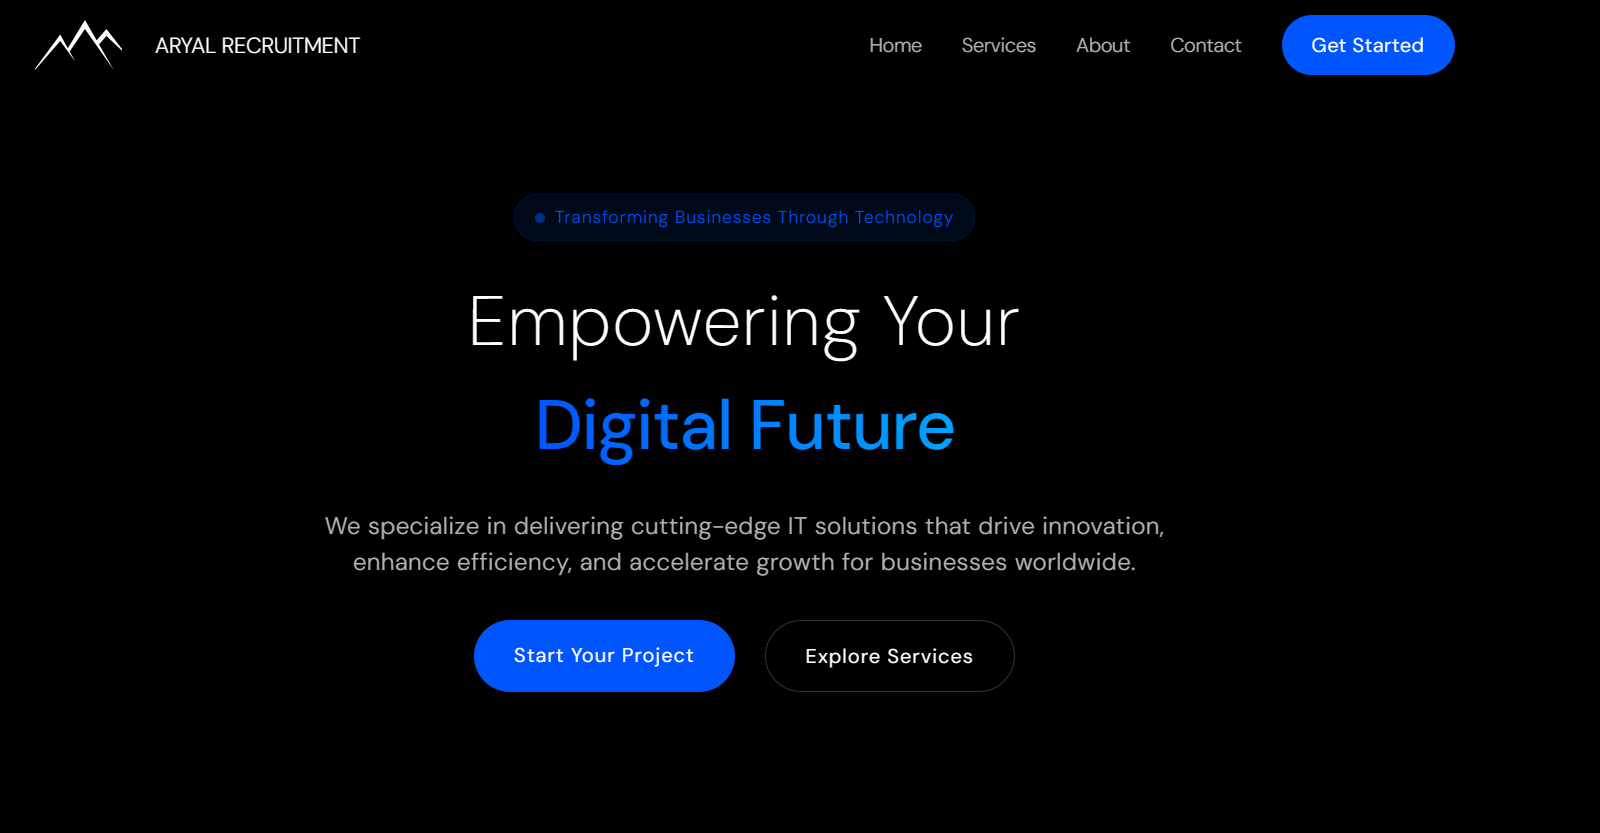 ARYAL RECRUITMENT
Home Services About Contact Get Started
Transforming Businesses Through Technology
Empowering Your
Digital Future
We specialize in delivering cutting-edge IT solutions that drive innovation,
enhance efficiency, and accelerate growth for businesses worldwide.
Start Your Project Explore Services